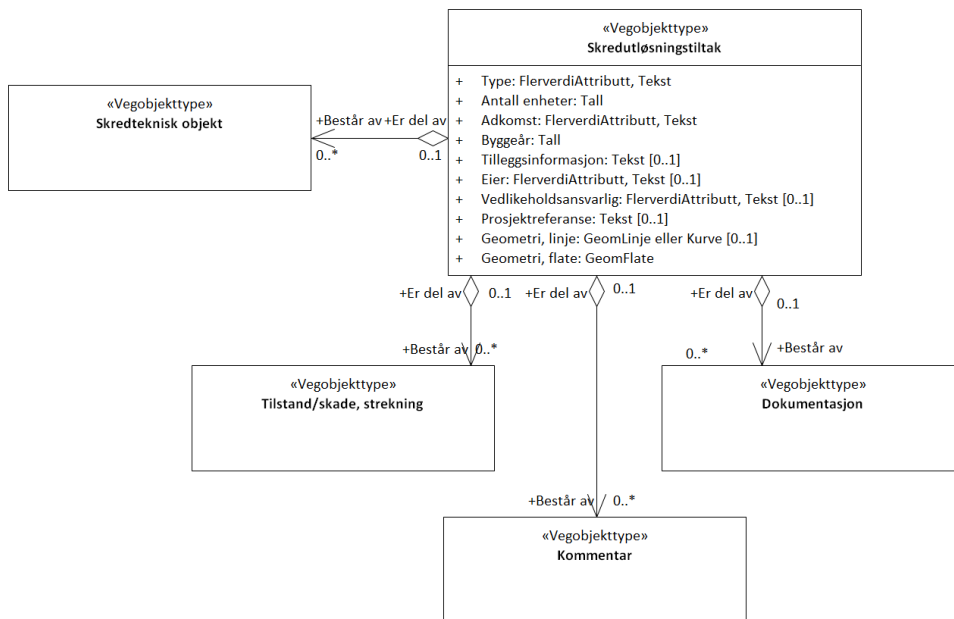 «Vegobjekttype»
Skredutløsningstiltak
+ Type: FlerverdiAttributt, Tekst
+ Antall enheter: Tall
+ Adkomst: FlerverdiAttributt, Tekst
+ Byggeår: Tall
+ Tilleggsinformasjon: Tekst [0..1]
+ Eier: FlerverdiAttributt, Tekst [0..1]
+ Vedlikeholdsansvarlig: FlerverdiAttributt, Tekst [0..1]
+ Prosjektreferanse: Tekst [0..1]
+ Geometri, linje: GeomLinje eller Kurve [0..1]
+ Geometri, flate: GeomFlate
«Vegobjekttype»
Skredteknisk objekt
+Består av +Er del av
0..* 0..1
+Er del av 0..1 +Er del av 0..1 +Er del av 0..1
+Består av 0..* 0..* +Består av
«Vegobjekttype»
Tilstand/skade, strekning
«Vegobjekttype»
Dokumentasjon
+Består av 0..*
«Vegobjekttype»
Kommentar